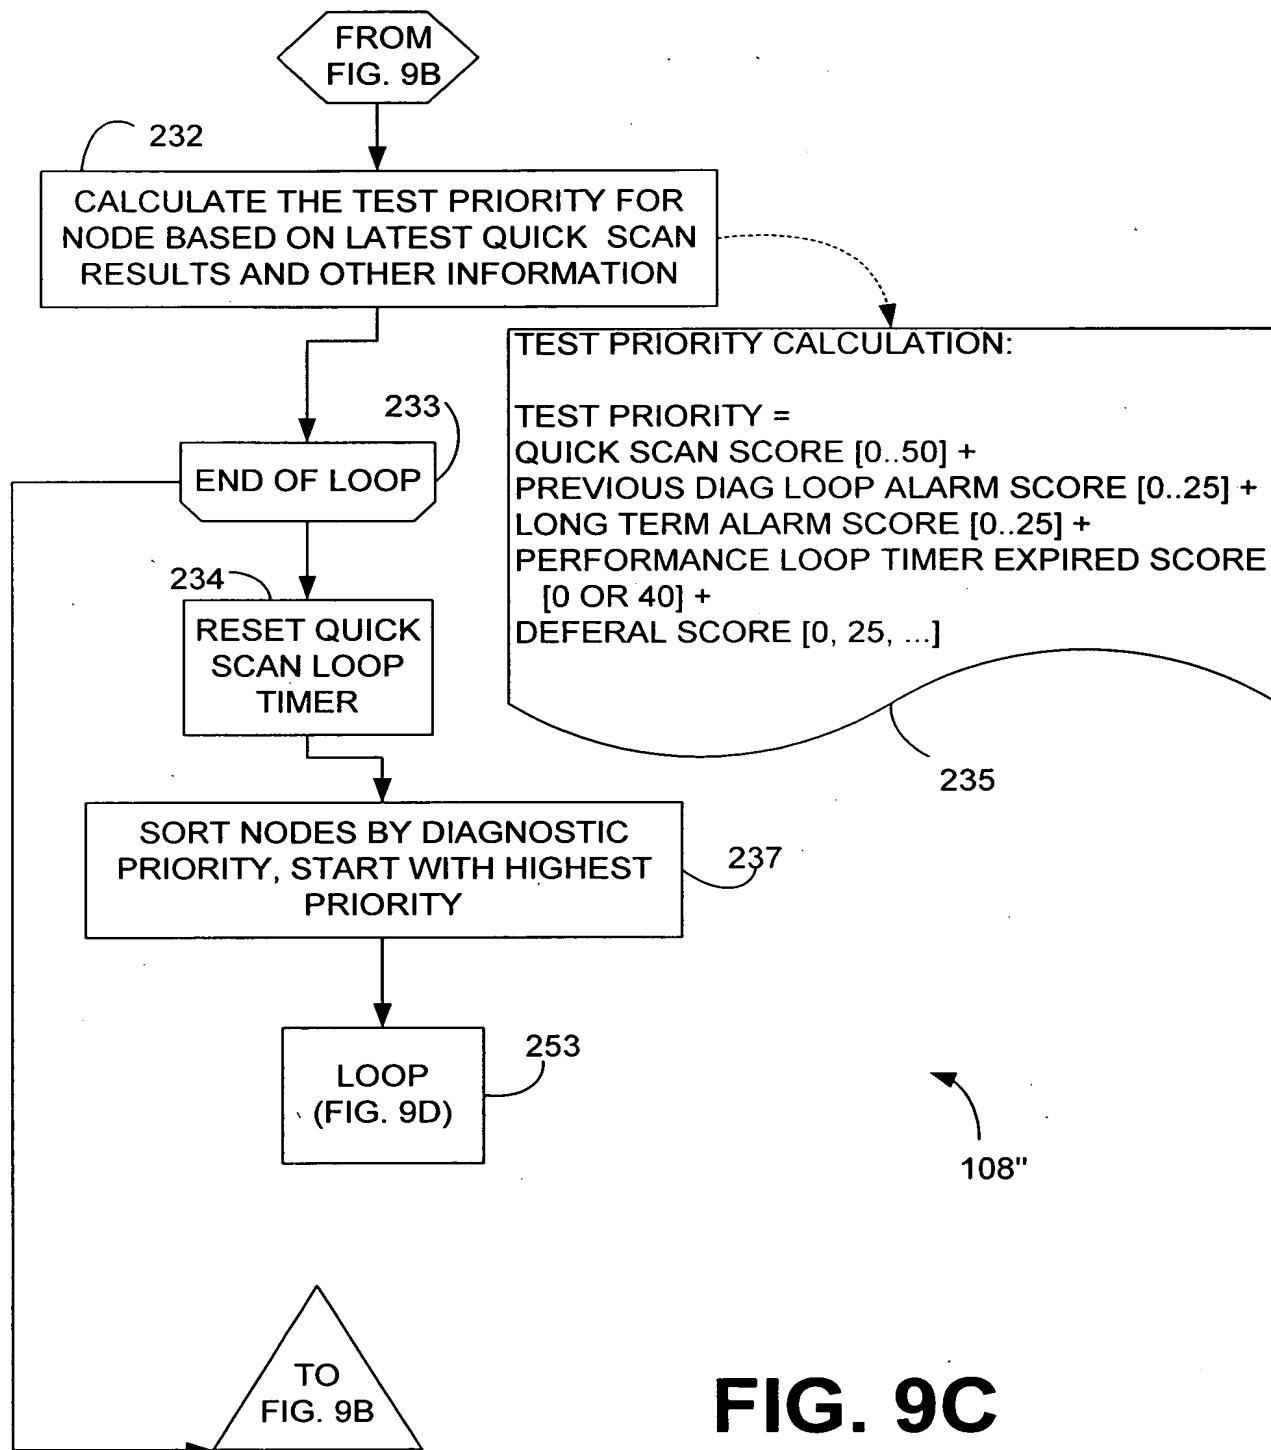 FROM
FIG. 9B
232
CALCULATE THE TEST PRIORITY FOR
NODE BASED ON LATEST QUICK SCAN
RESULTS AND OTHER INFORMATION
TEST PRIORITY CALCULATION:
TEST PRIORITY =
QUICK SCAN SCORE [0..50] +
PREVIOUS DIAG LOOP ALARM SCORE [0..25] +
LONG TERM ALARM SCORE [0..25] +
PERFORMANCE LOOP TIMER EXPIRED SCORE
[0 OR 40] +
DEFERAL SCORE [0, 25, ...]
235
233
END OF LOOP
234
RESET QUICK
SCAN LOOP
TIMER
SORT NODES BY DIAGNOSTIC
PRIORITY, START WITH HIGHEST
PRIORITY
237
LOOP
(FIG. 9D)
253
108"
TO
FIG. 9B
FIG. 9C